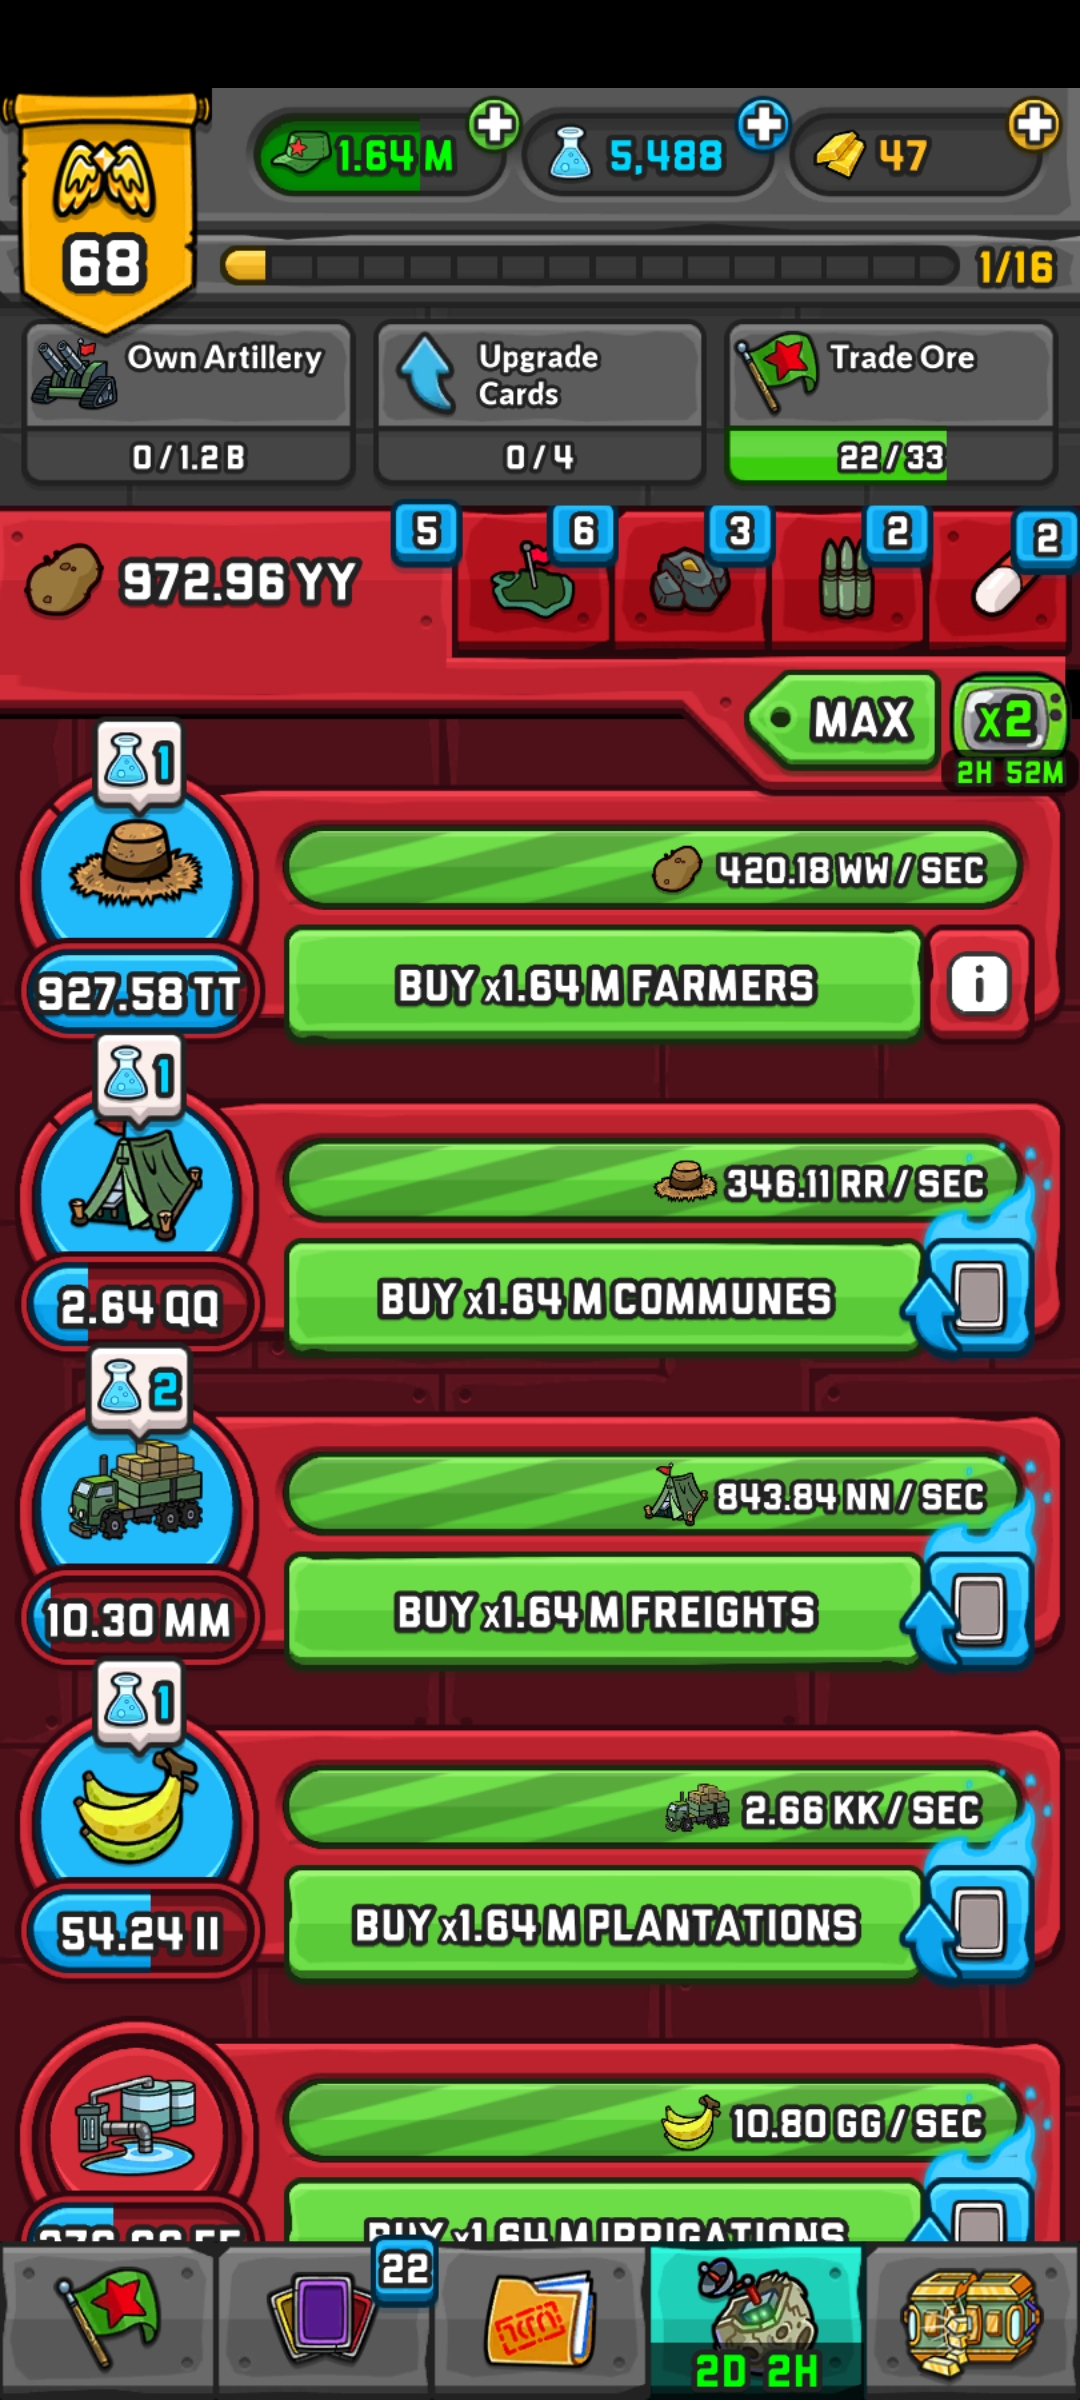 1.64 M
5,488
47
68
1/16
Own Artillery
0 / 1.2 B
Upgrade
Cards
0 / 4
Trade Ore
22 / 33
972.96 YY
5
6
3
2
2
MAX
x2
2H 52M
1
420.18 WW / SEC
927.58 TT
BUY x1.64 M FARMERS
i
1
346.11 RR / SEC
2.64 QQ
BUY x1.64 M COMMUNES
2
843.84 NN / SEC
10.30 MM
BUY x1.64 M FREIGHTS
1
2.66 KK / SEC
54.24 II
BUY x1.64 M PLANTATIONS
10.80 GG / SEC
BUY x1.64 M IRRIGATIONS
22
2D 2H